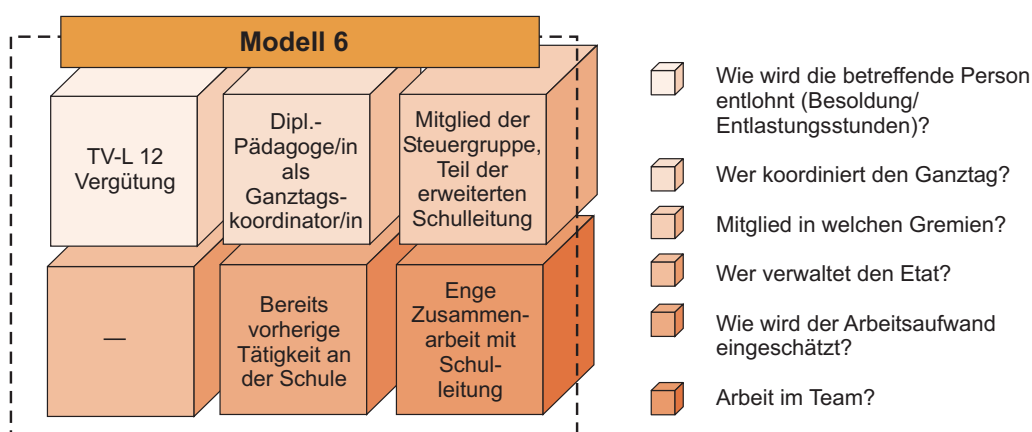 Modell 6
TV-L 12
Vergütung
Dipl.-
Pädagoge/in
als
Ganztags-
koordinator/in
Mitglied der
Steuergruppe,
Teil der
erweiterten
Schulleitung
—
Bereits
vorherige
Tätigkeit an
der Schule
Enge
Zusammen-
arbeit mit
Schul-
leitung
Wie wird die betreffende Person
entlohnt (Besoldung/
Entlastungsstunden)?
Wer koordiniert den Ganztag?
Mitglied in welchen Gremien?
Wer verwaltet den Etat?
Wie wird der Arbeitsaufwand
eingeschätzt?
Arbeit im Team?